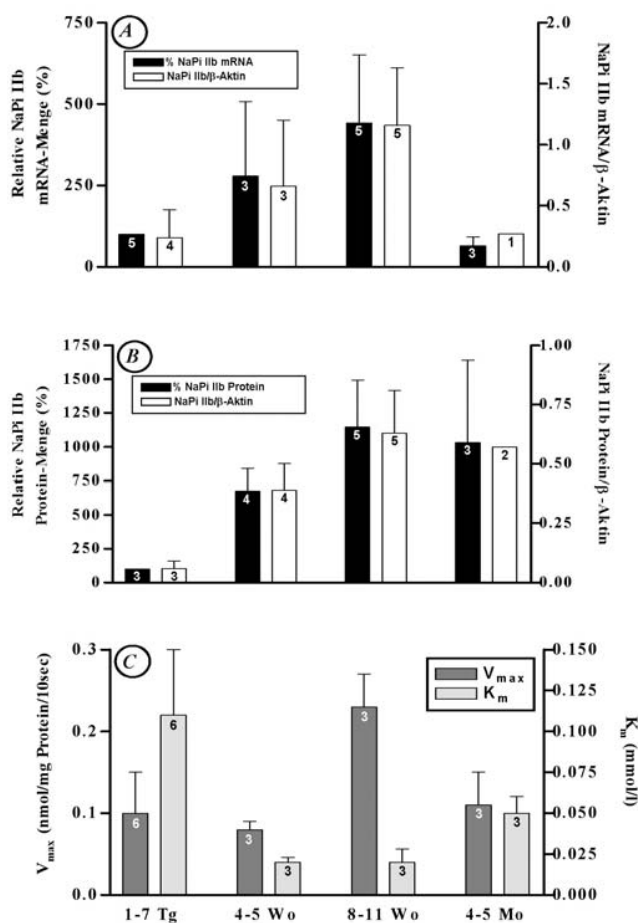 A
% NaPi IIb mRNA
NaPi IIb/β-Aktin
Relative NaPi IIb
mRNA-Menge (%)
750
500
250
0
5
4
3
3
5
5
3
1
2.0
1.5
1.0
0.5
0.0
NaPi IIb mRNA/β-Aktin
B
% NaPi IIb Protein
NaPi IIb/β-Aktin
Relative NaPi IIb
Protein-Menge (%)
1750
1500
1250
1000
750
500
250
0
3
3
4
4
5
5
3
2
1.00
0.75
0.50
0.25
0.00
NaPi IIb Protein/β-Aktin
C
Vmax
Km
Vmax (nmol/mg Protein/10sec)
0.3
0.2
0.1
0.0
6
6
3
3
3
3
3
3
0.150
0.125
0.100
0.075
0.050
0.025
0.000
Km (mmol/l)
1-7 Tg
4-5 Wo
8-11 Wo
4-5 Mo